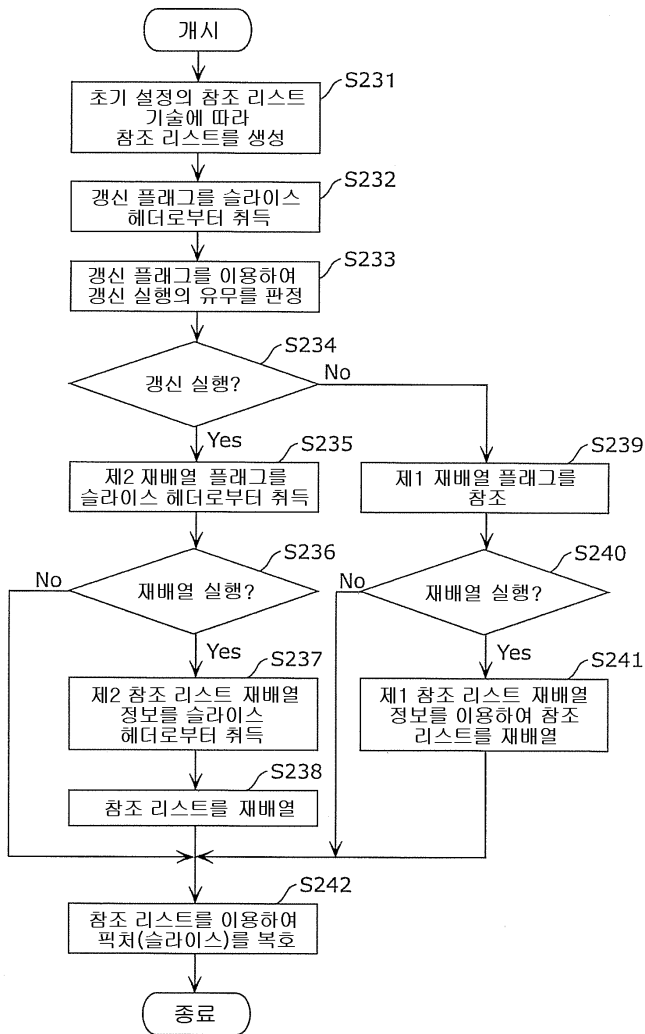 개시
S231
초기 설정의 참조 리스트
기술에 따라
참조 리스트를 생성
S232
갱신 플래그를 슬라이스
헤더로부터 취득
S233
갱신 플래그를 이용하여
갱신 실행의 유무를 판정
S234
갱신 실행?
No
Yes
S235
제2 재배열 플래그를
슬라이스 헤더로부터 취득
S239
제1 재배열 플래그를
참조
S236
No
재배열 실행?
Yes
S240
No
재배열 실행?
Yes
S237
제2 참조 리스트 재배열
정보를 슬라이스
헤더로부터 취득
S241
제1 참조 리스트 재배열
정보를 이용하여 참조
리스트를 재배열
S238
참조 리스트를 재배열
S242
참조 리스트를 이용하여
픽처(슬라이스)를 복호
종료